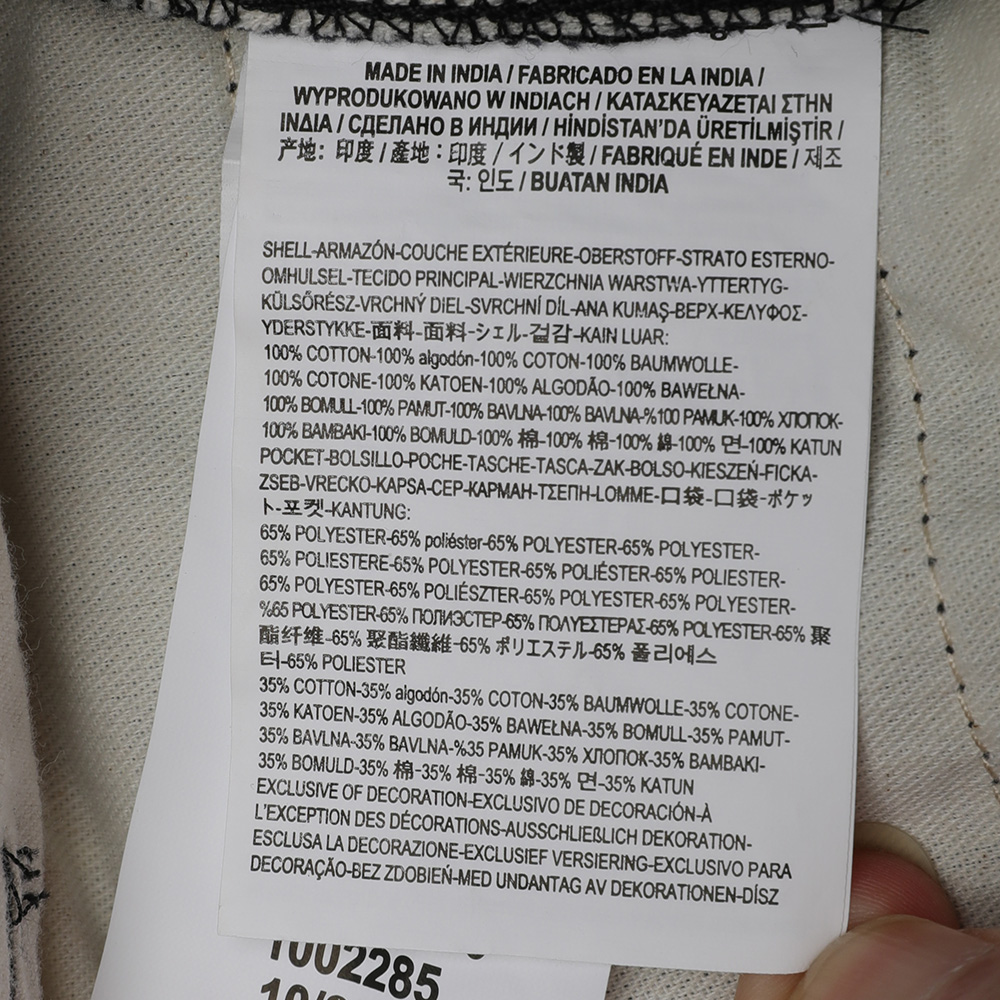 MADE IN INDIA / FABRICADO EN LA INDIA /
WYPRODUKOWANO W INDIACH / ΚΑΤΑΣΚΕΥΑΖΕΤΑΙ ΣΤΗΝ
ΙΝΔΙΑ / СДЕЛАНО В ИНДИИ / HİNDİSTAN'DA ÜRETİLMİŞTİR /
产地: 印度 / 產地 : 印度 / インド製 / FABRIQUÉ EN INDE / 제조
국: 인도 / BUATAN INDIA
SHELL-ARMAZÓN-COUCHE EXTÉRIEURE-OBERSTOFF-STRATO ESTERNO-
OMHULSEL-TECIDO PRINCIPAL-WIERZCHNIA WARSTWA-YTTERTYG-
KÜLSŐRÉSZ-VRCHNÝ DIEL-SVRCHNÍ DÍL-ANA KUMAŞ-ВЕРХ-ΚΕΛΥΦΟΣ-
YDERSTYKKE-面料-面料-シェル-겉감-KAIN LUAR:
100% COTTON-100% algodón-100% COTON-100% BAUMWOLLE-
100% COTONE-100% KATOEN-100% ALGODÃO-100% BAWEŁNA-
100% BOMULL-100% PAMUT-100% BAVLNA-100% BAVLNA-%100 PAMUK-100% ХЛОПОК-
100% ΒΑΜΒΑΚΙ-100% BOMULD-100% 棉-100% 棉-100% 綿-100% 면-100% KATUN
POCKET-BOLSILLO-POCHE-TASCHE-TASCA-ZAK-BOLSO-KIESZEŃ-FICKA-
ZSEB-VRECKO-KAPSA-CEP-КАРМАН-ΤΣΕΠΗ-LOMME-口袋-口袋-ポケッ
ト-포켓-KANTUNG:
65% POLYESTER-65% poliéster-65% POLYESTER-65% POLYESTER-
65% POLIESTERE-65% POLYESTER-65% POLIÉSTER-65% POLIESTER-
65% POLYESTER-65% POLIÉSZTER-65% POLYESTER-65% POLYESTER-
%65 POLYESTER-65% ПОЛИЭСТЕР-65% ΠΟΛΥΕΣΤΕΡΑΣ-65% POLYESTER-65% 聚
酯纤维-65% 聚酯纖維-65% ポリエステル-65% 폴리에스
터-65% POLIESTER
35% COTTON-35% algodón-35% COTON-35% BAUMWOLLE-35% COTONE-
35% KATOEN-35% ALGODÃO-35% BAWEŁNA-35% BOMULL-35% PAMUT-
35% BAVLNA-35% BAVLNA-%35 PAMUK-35% ХЛОПОК-35% ΒΑΜΒΑΚΙ-
35% BOMULD-35% 棉-35% 棉-35% 綿-35% 면-35% KATUN
EXCLUSIVE OF DECORATION-EXCLUSIVO DE DECORACIÓN-À
L'EXCEPTION DES DÉCORATIONS-AUSSCHLIEßLICH DEKORATION-
ESCLUSA LA DECORAZIONE-EXCLUSIEF VERSIERING-EXCLUSIVO PARA
DECORAÇÃO-BEZ ZDOBIEŃ-MED UNDANTAG AV DEKORATIONEN-DÍSZ
1002285